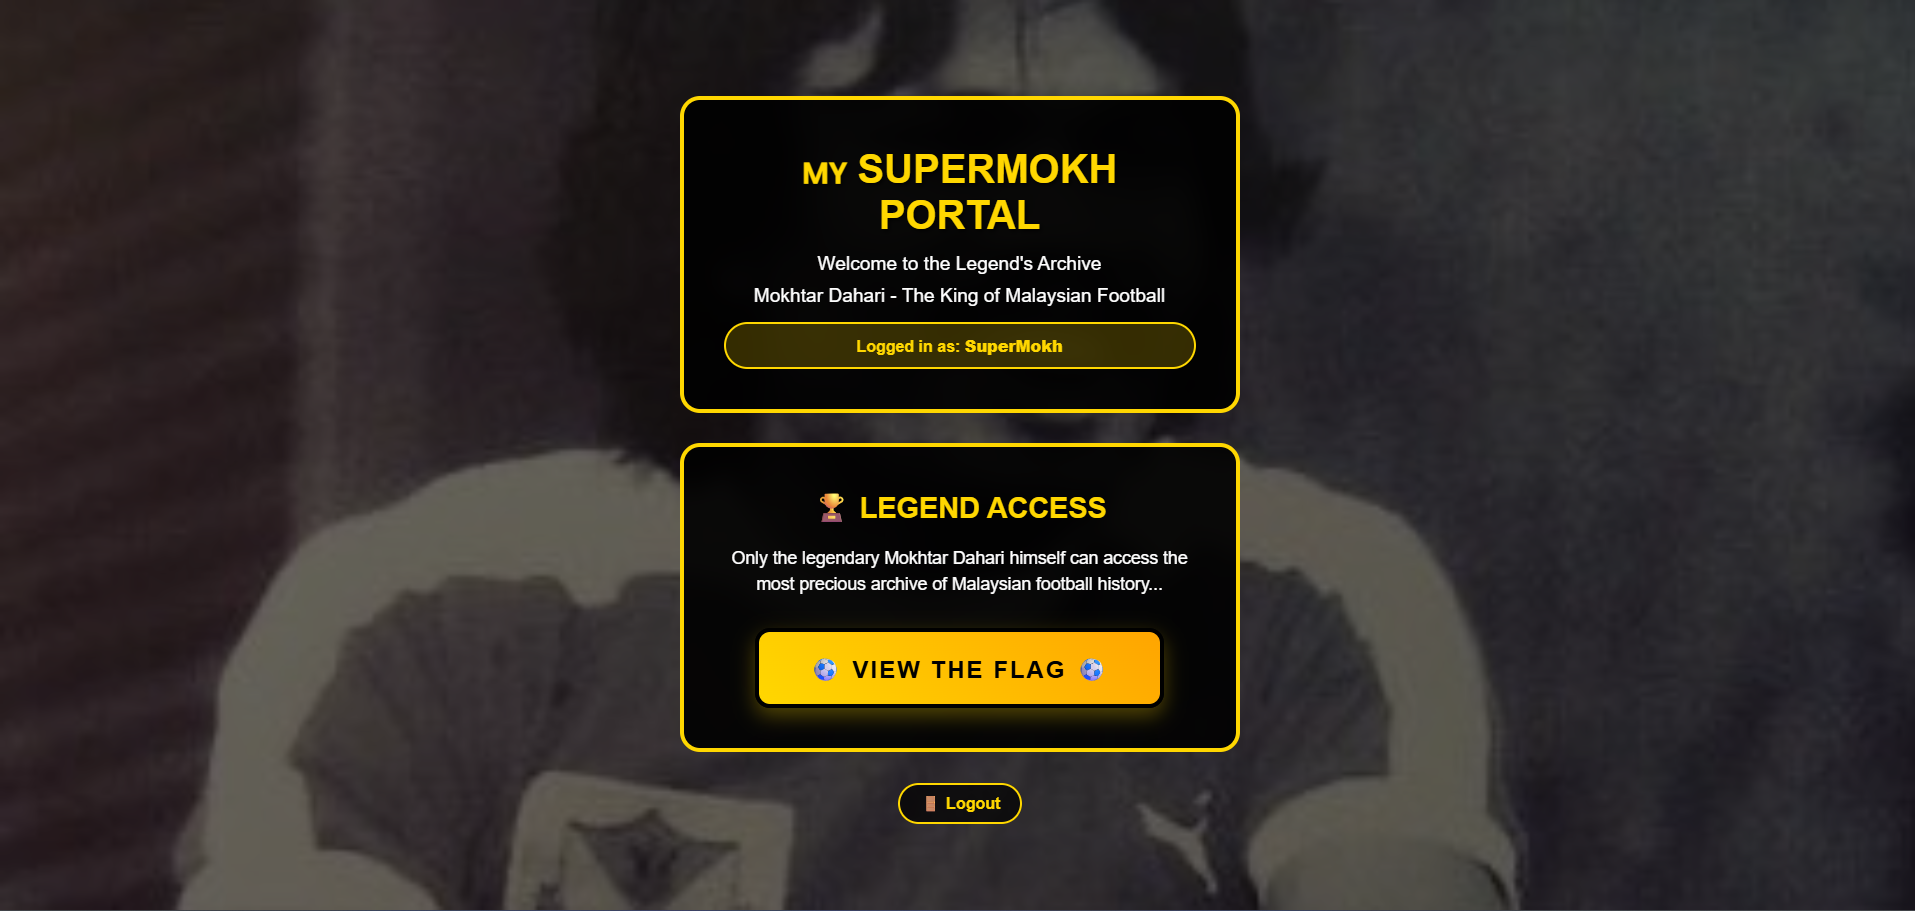 MY SUPERMOKH
PORTAL
Welcome to the Legend's Archive
Mokhtar Dahari - The King of Malaysian Football
Logged in as: SuperMokh
🏆 LEGEND ACCESS
Only the legendary Mokhtar Dahari himself can access the
most precious archive of Malaysian football history...
⚽ VIEW THE FLAG ⚽
🚪 Logout